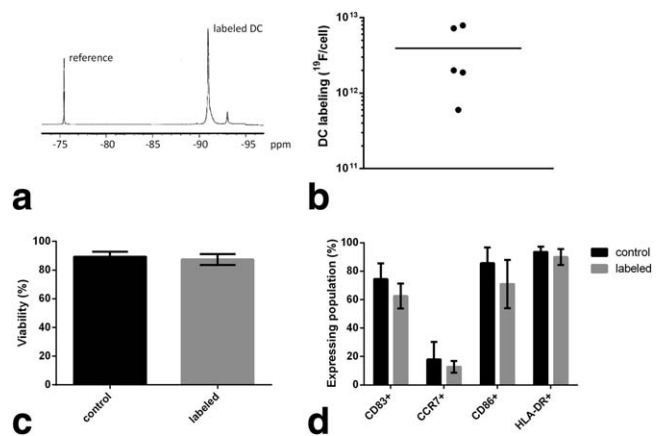 labeled DC
reference
-75 -80 -85 -90 -95 ppm
a
DC labeling (¹⁹F/cell)
10¹³
10¹²
10¹¹
b
Viability (%)
100
80
60
40
20
0
control labeled
c
Expressing population (%)
100
80
60
40
20
0
CD83+ CCR7+ CD86+ HLA-DR+
control
labeled
d